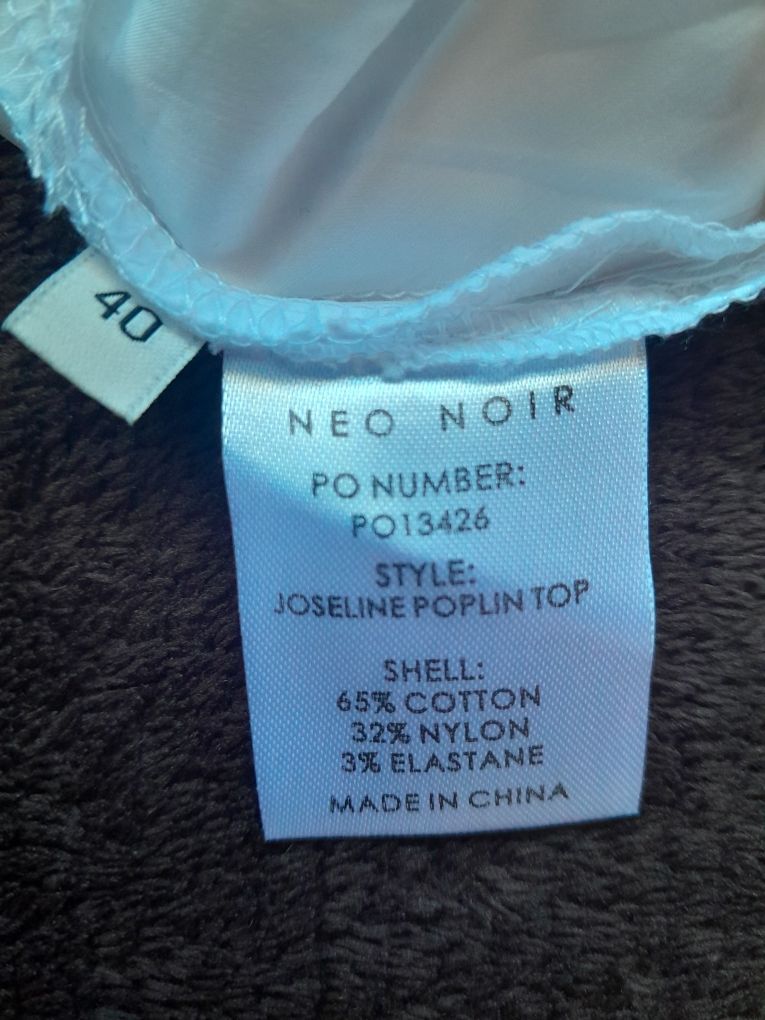 40
NEO NOIR
PO NUMBER:
PO13426
STYLE:
JOSELINE POPLIN TOP
SHELL:
65% COTTON
32% NYLON
3% ELASTANE
MADE IN CHINA